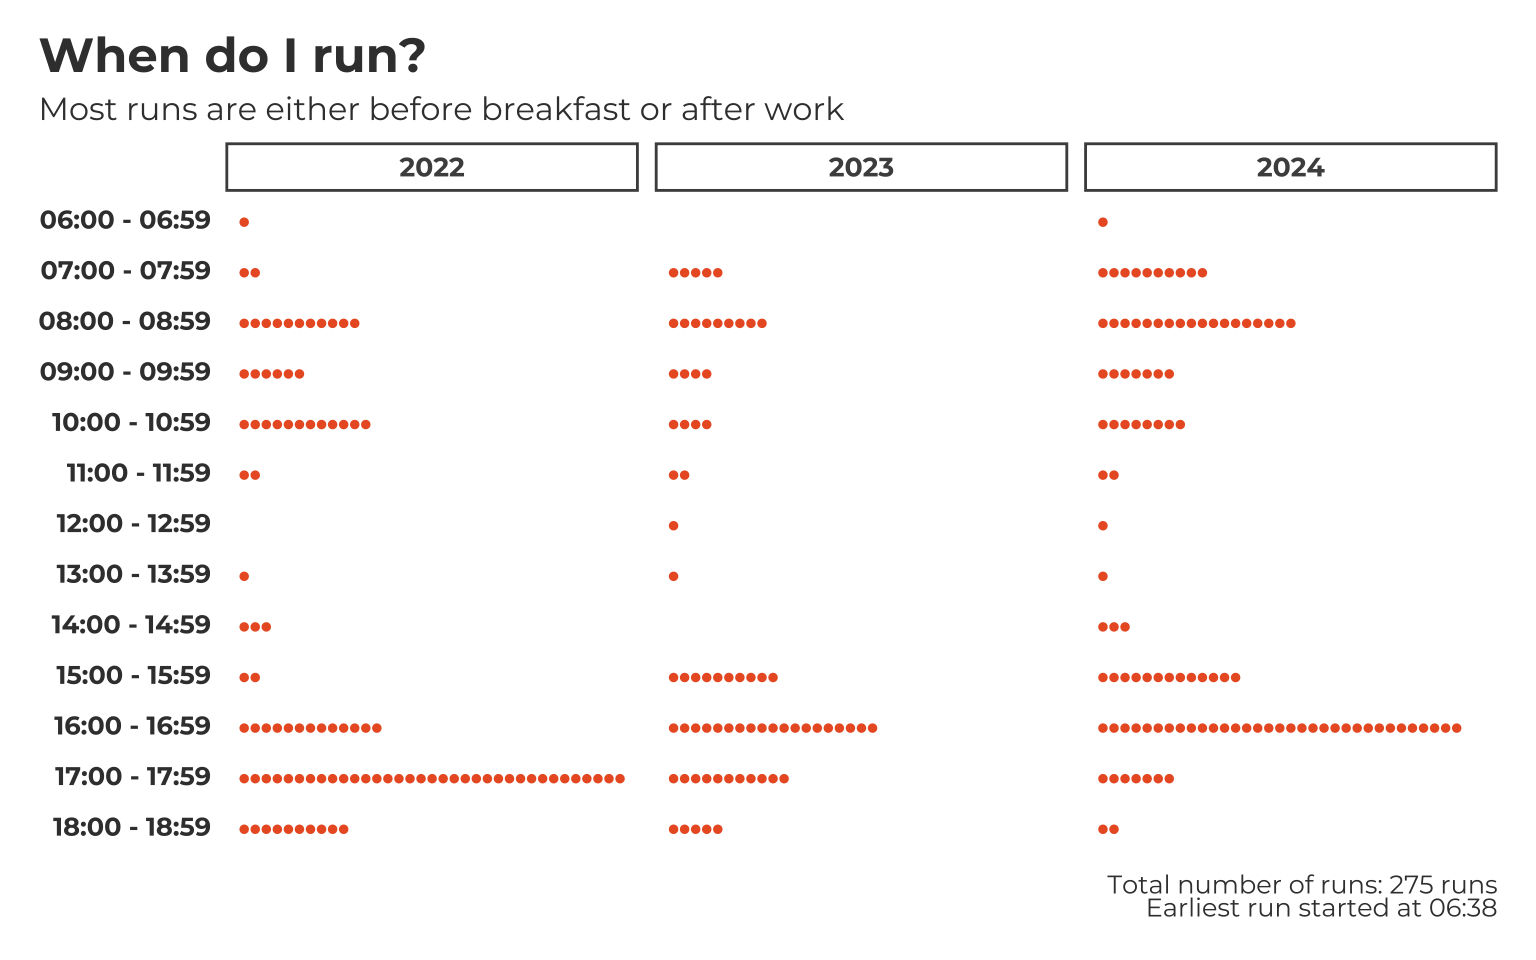 When do I run?
Most runs are either before breakfast or after work
2022 2023 2024
06:00 - 06:59
07:00 - 07:59
08:00 - 08:59
09:00 - 09:59
10:00 - 10:59
11:00 - 11:59
12:00 - 12:59
13:00 - 13:59
14:00 - 14:59
15:00 - 15:59
16:00 - 16:59
17:00 - 17:59
18:00 - 18:59
Total number of runs: 275 runs
Earliest run started at 06:38